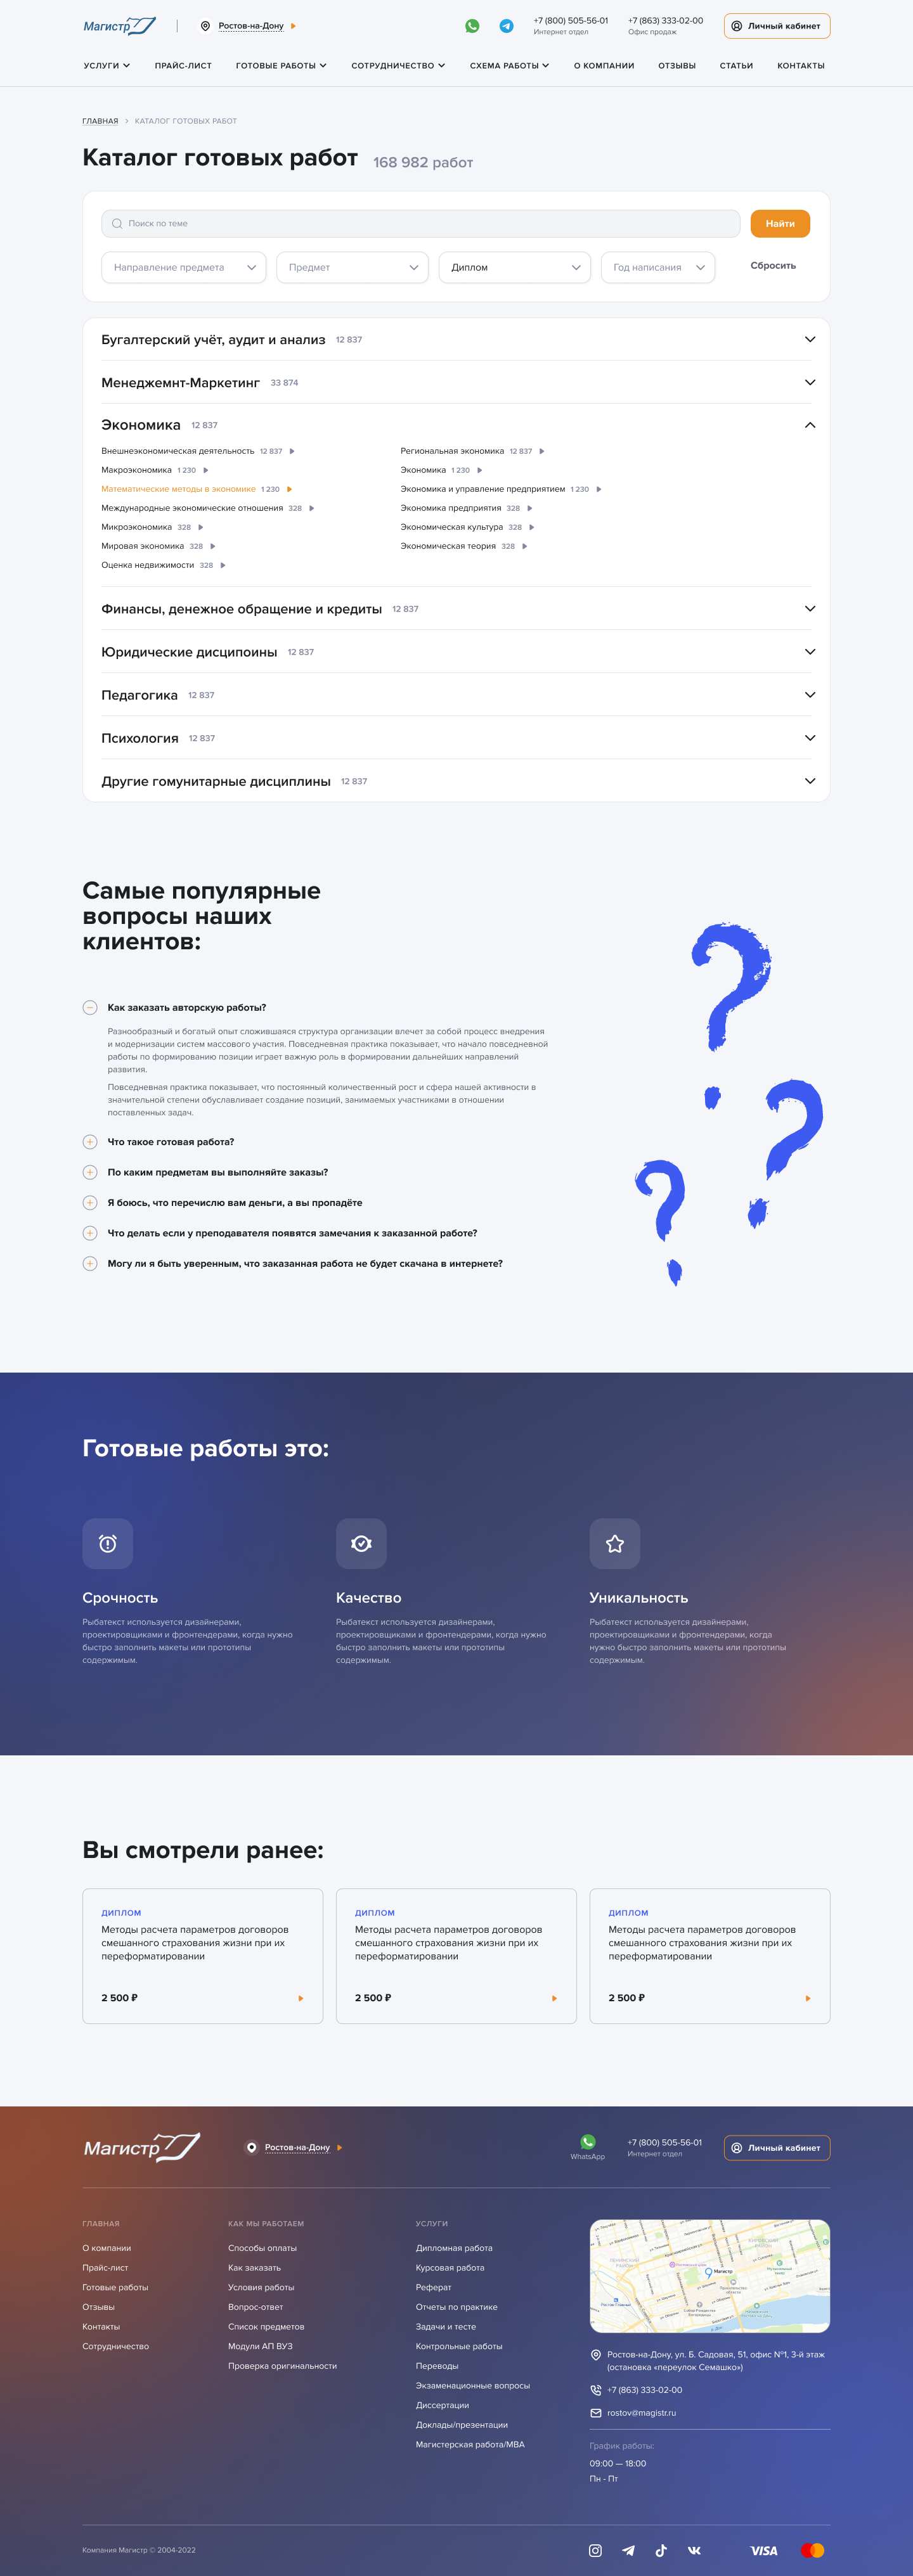 Магистр
Ростов-на-Дону
+7 (800) 505-56-01
Интернет отдел
+7 (863) 333-02-00
Офис продаж
Личный кабинет
УСЛУГИ ПРАЙС-ЛИСТ ГОТОВЫЕ РАБОТЫ СОТРУДНИЧЕСТВО СХЕМА РАБОТЫ О КОМПАНИИ ОТЗЫВЫ СТАТЬИ КОНТАКТЫ
ГЛАВНАЯ > КАТАЛОГ ГОТОВЫХ РАБОТ
Каталог готовых работ 168 982 работ
Поиск по теме
Найти
Направление предмета
Предмет
Диплом
Год написания
Сбросить
Бугалтерский учёт, аудит и анализ 12 837
Менеджемнт-Маркетинг 33 874
Экономика 12 837
Внешнеэкономическая деятельность 12 837
Макроэкономика 1 230
Математические методы в экономике 1 230
Международные экономические отношения 328
Микроэкономика 328
Мировая экономика 328
Оценка недвижимости 328
Региональная экономика 12 837
Экономика 1 230
Экономика и управление предприятием 1 230
Экономика предприятия 328
Экономическая культура 328
Экономическая теория 328
Финансы, денежное обращение и кредиты 12 837
Юридические дисципоины 12 837
Педагогика 12 837
Психология 12 837
Другие гомунитарные дисциплины 12 837
Самые популярные
вопросы наших
клиентов:
Как заказать авторскую работы?
Разнообразный и богатый опыт сложившаяся структура организации влечет за собой процесс внедрения
и модернизации систем массового участия. Повседневная практика показывает, что начало повседневной
работы по формированию позиции играет важную роль в формировании дальнейших направлений
развития.
Повседневная практика показывает, что постоянный количественный рост и сфера нашей активности в
значительной степени обуславливает создание позиций, занимаемых участниками в отношении
поставленных задач.
Что такое готовая работа?
По каким предметам вы выполняйте заказы?
Я боюсь, что перечислю вам деньги, а вы пропадёте
Что делать если у преподавателя появятся замечания к заказанной работе?
Могу ли я быть уверенным, что заказанная работа не будет скачана в интернете?
Готовые работы это:
Срочность
Рыбатекст используется дизайнерами,
проектировщиками и фронтендерами, когда нужно
быстро заполнить макеты или прототипы
содержимым.
Качество
Рыбатекст используется дизайнерами,
проектировщиками и фронтендерами, когда нужно
быстро заполнить макеты или прототипы
содержимым.
Уникальность
Рыбатекст используется дизайнерами,
проектировщиками и фронтендерами, когда
нужно быстро заполнить макеты или прототипы
содержимым.
Вы смотрели ранее:
ДИПЛОМ
Методы расчета параметров договоров
смешанного страхования жизни при их
переформатировании
2 500 ₽
ДИПЛОМ
Методы расчета параметров договоров
смешанного страхования жизни при их
переформатировании
2 500 ₽
ДИПЛОМ
Методы расчета параметров договоров
смешанного страхования жизни при их
переформатировании
2 500 ₽
Магистр
Ростов-на-Дону
WhatsApp
+7 (800) 505-56-01
Интернет отдел
Личный кабинет
ГЛАВНАЯ
О компании
Прайс-лист
Готовые работы
Отзывы
Контакты
Сотрудничество
КАК МЫ РАБОТАЕМ
Способы оплаты
Как заказать
Условия работы
Вопрос-ответ
Список предметов
Модули АП ВУЗ
Проверка оригинальности
УСЛУГИ
Дипломная работа
Курсовая работа
Реферат
Отчеты по практике
Задачи и тесте
Контрольные работы
Переводы
Экзаменационные вопросы
Диссертации
Доклады/презентации
Магистерская работа/МВА
Магистр
Ростов-на-Дону, ул. Б. Садовая, 51, офис №1, 3-й этаж
(остановка «переулок Семашко»)
+7 (863) 333-02-00
rostov@magistr.ru
График работы:
09:00 — 18:00
Пн - Пт
Компания Магистр © 2004-2022
VISA